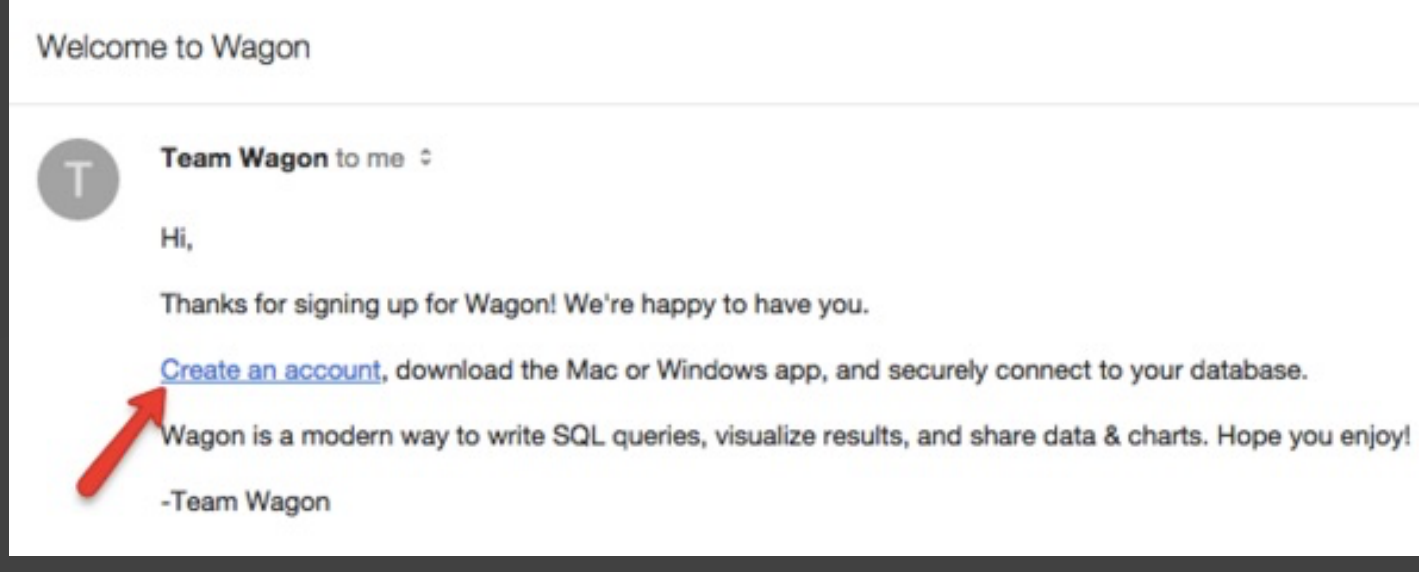 Welcome to Wagon
T
Team Wagon to me
Hi,
Thanks for signing up for Wagon! We're happy to have you.
Create an account, download the Mac or Windows app, and securely connect to your database.
Wagon is a modern way to write SQL queries, visualize results, and share data & charts. Hope you enjoy!
-Team Wagon